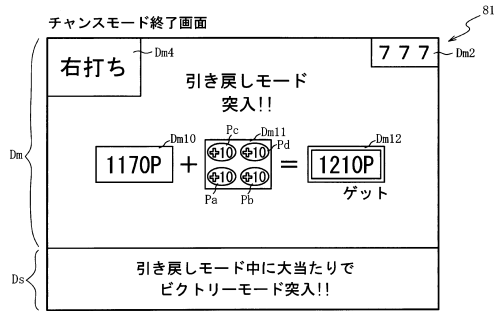 チャンスモード終了画面
81
右打ち
Dm4
7 7 7
Dm2
引き戻しモード
突入!!
Dm
Dm10
Pc
Dm11
Pd
Dm12
1170P + +10 +10 = 1210P
+10 +10
Pa
Pb
ゲット
Ds
引き戻しモード中に大当たりで
ビクトリーモード突入!!